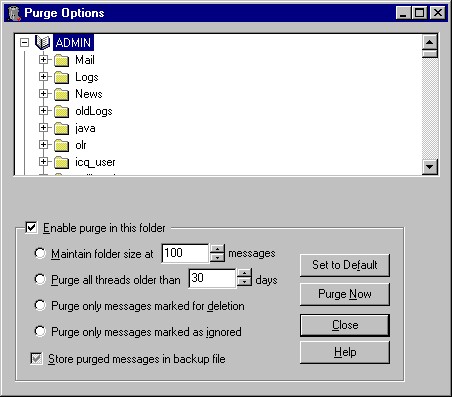 Purge Options
ADMIN
Mail
Logs
News
oldLogs
java
olr
icq_user
Enable purge in this folder
Maintain folder size at 100 messages
Purge all threads older than 30 days
Purge only messages marked for deletion
Purge only messages marked as ignored
Store purged messages in backup file
Set to Default
Purge Now
Close
Help